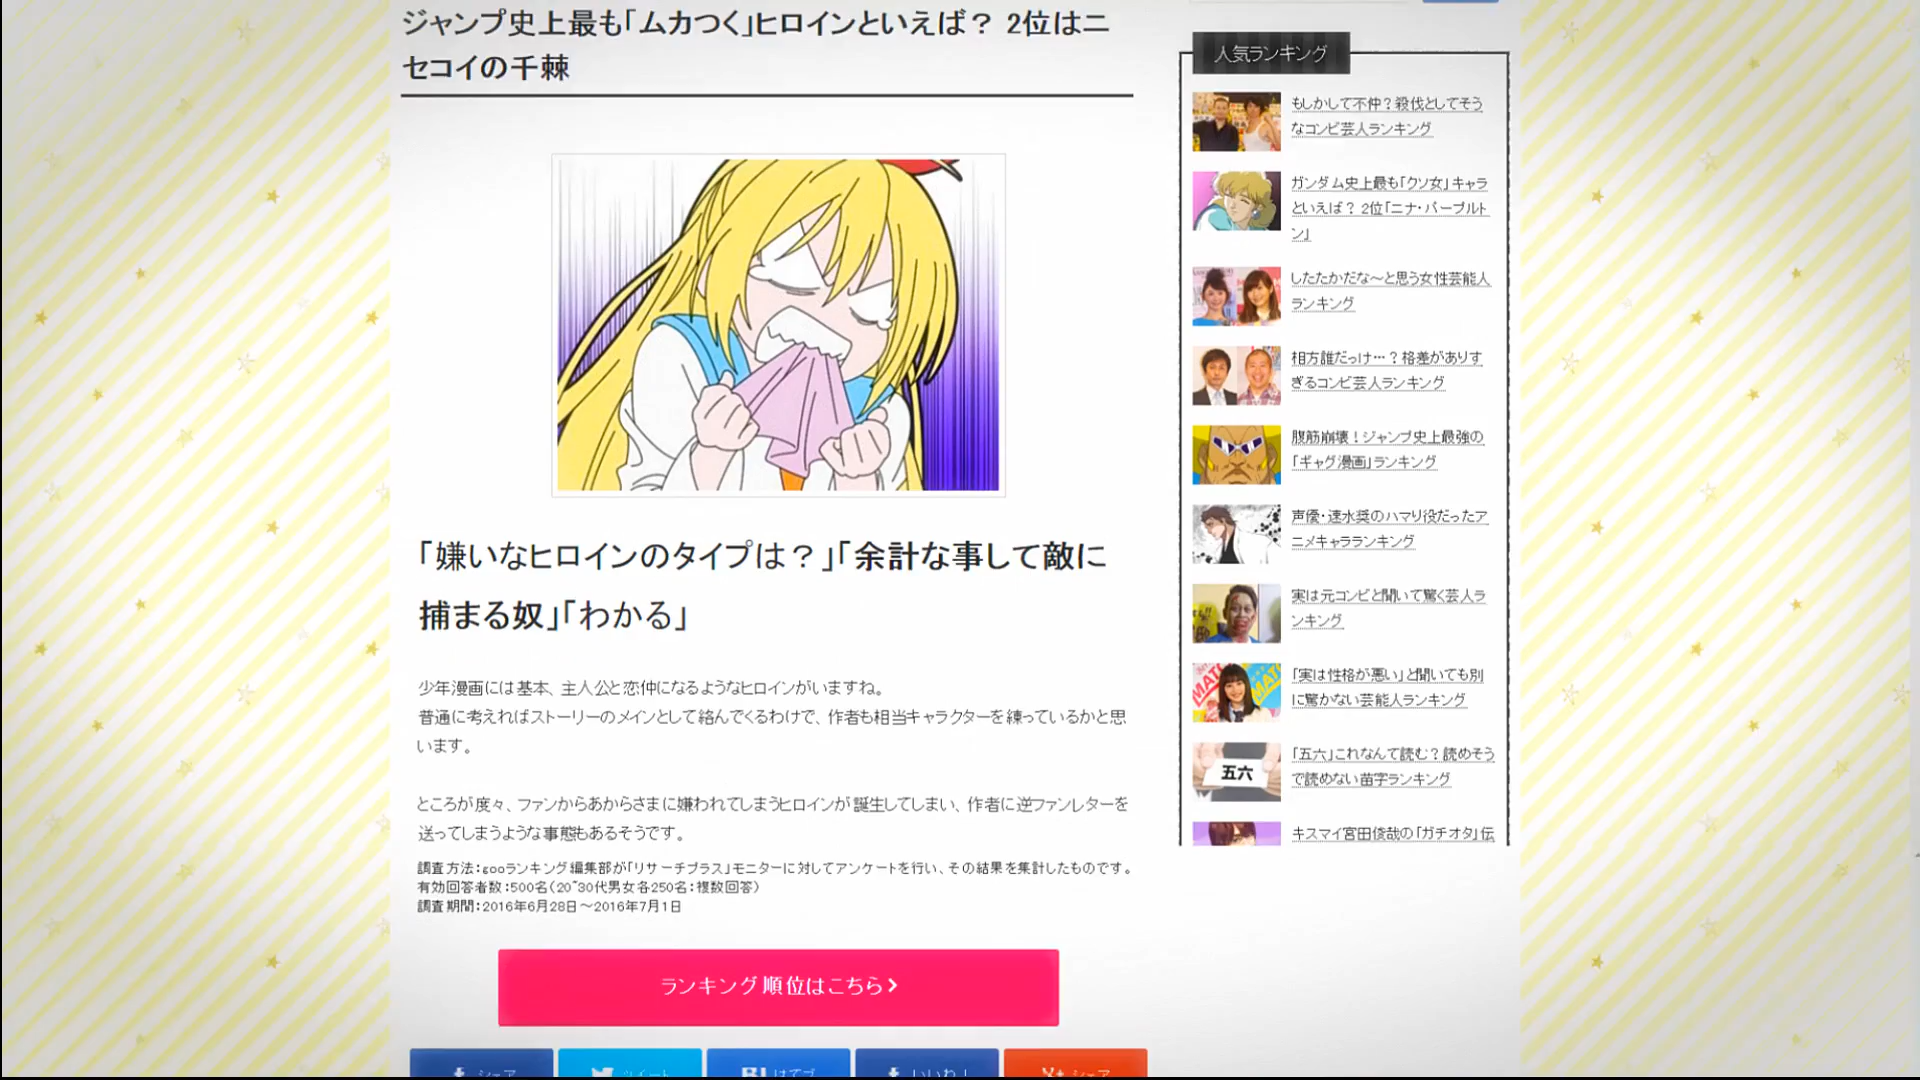 ジャンプ史上最も「ムカつく」ヒロインといえば？ 2位はニ
セコイの千棘
「嫌いなヒロインのタイプは？」「余計な事して敵に
捕まる奴」「わかる」
少年漫画には基本、主人公と恋仲になるようなヒロインがいますね。
普通に考えればストーリーのメインとして絡んでくるわけで、作者も相当キャラクターを練っているかと思
います。
ところが度々、ファンからあからさまに嫌われてしまうヒロインが誕生してしまい、作者に逆ファンレターを
送ってしまうような事態もあるそうです。
調査方法：gooランキング編集部が「リサーチプラス」モニターに対してアンケートを行い、その結果を集計したものです。
有効回答者数：500名（20~30代男女各250名：複数回答）
調査期間：2016年6月28日～2016年7月1日
ランキング順位はこちら
シェア
ツイート
B! はてブ
いいね！
シェア
人気ランキング
もしかして不仲？殺伐としてそう
なコンビ芸人ランキング
ガンダム史上最も「クソ女」キャラ
といえば？ 2位「ニナ・パープルト
ン」
したたかだな～と思う女性芸能人
ランキング
相方誰だっけ…？格差がありす
ぎるコンビ芸人ランキング
腹筋崩壊！ジャンプ史上最強の
「ギャグ漫画」ランキング
声優・速水奨のハマり役だったア
ニメキャラランキング
実は元コンビと聞いて驚く芸人ラ
ンキング
「実は性格が悪い」と聞いても別
に驚かない芸能人ランキング
五六
「五六」これなんて読む？読めそう
で読めない苗字ランキング
キスマイ宮田俊哉の「ガチオタ」伝